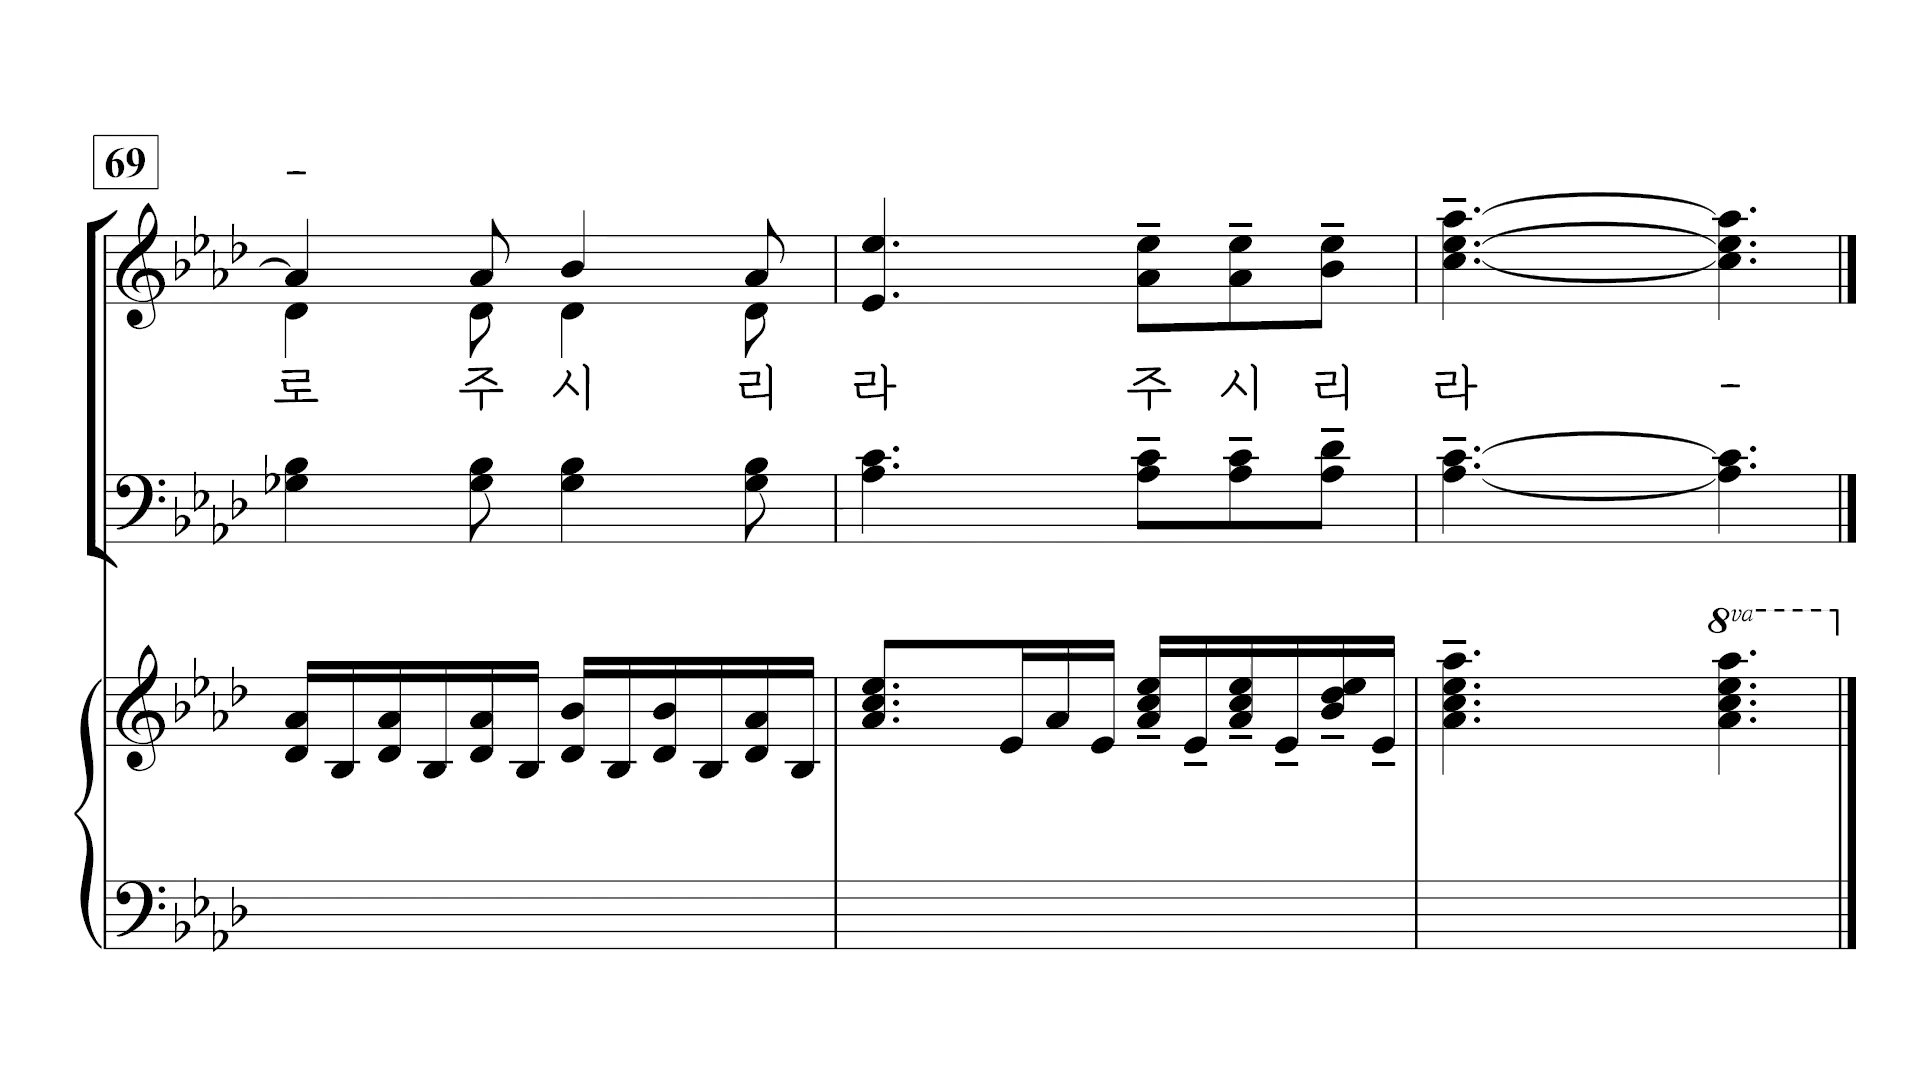 69
-
로 주 시 리 라 주 시 리 라 -
8va